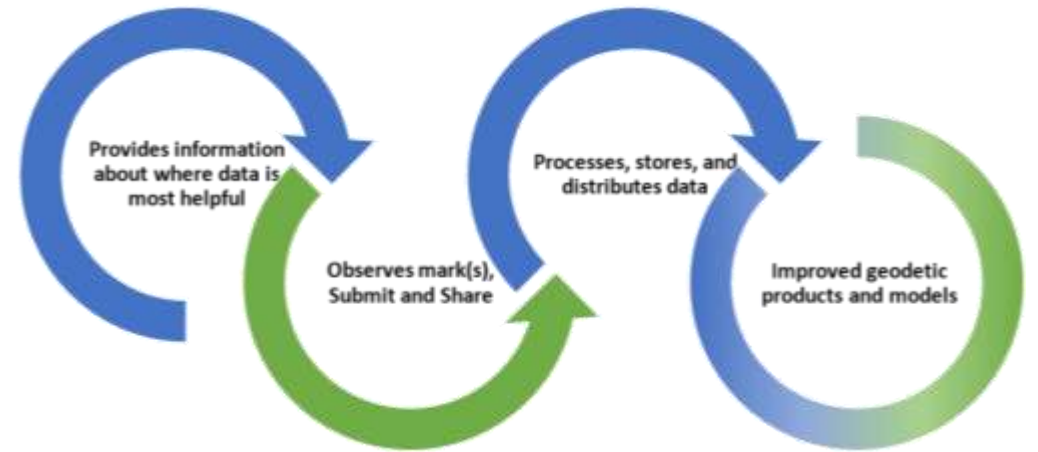 Provides information
about where data is
most helpful
Observes mark(s),
Submit and Share
Processes, stores, and
distributes data
Improved geodetic
products and models